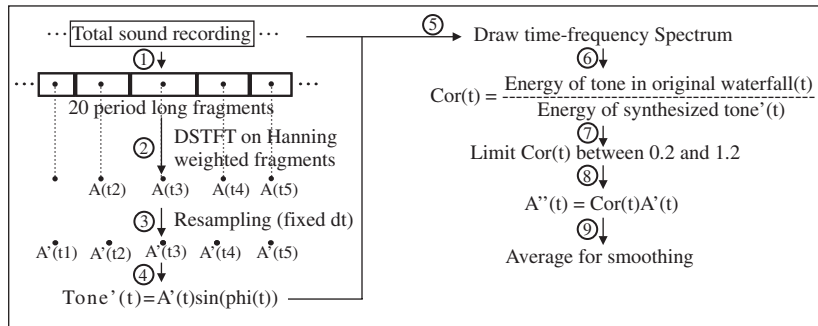 ··· Total sound recording ···
①
··· ···
20 period long fragments
② DSTFT on Hanning
weighted fragments
A(t2) A(t3) A(t4) A(t5)
③ Resampling (fixed dt)
A'(t1) A'(t2) A'(t3) A'(t4) A'(t5)
④
Tone'(t)=A'(t)sin(phi(t))
⑤ Draw time-frequency Spectrum
⑥
Cor(t) = Energy of tone in original waterfall(t)
Energy of synthesized tone'(t)
⑦
Limit Cor(t) between 0.2 and 1.2
⑧
A''(t) = Cor(t)A'(t)
⑨
Average for smoothing